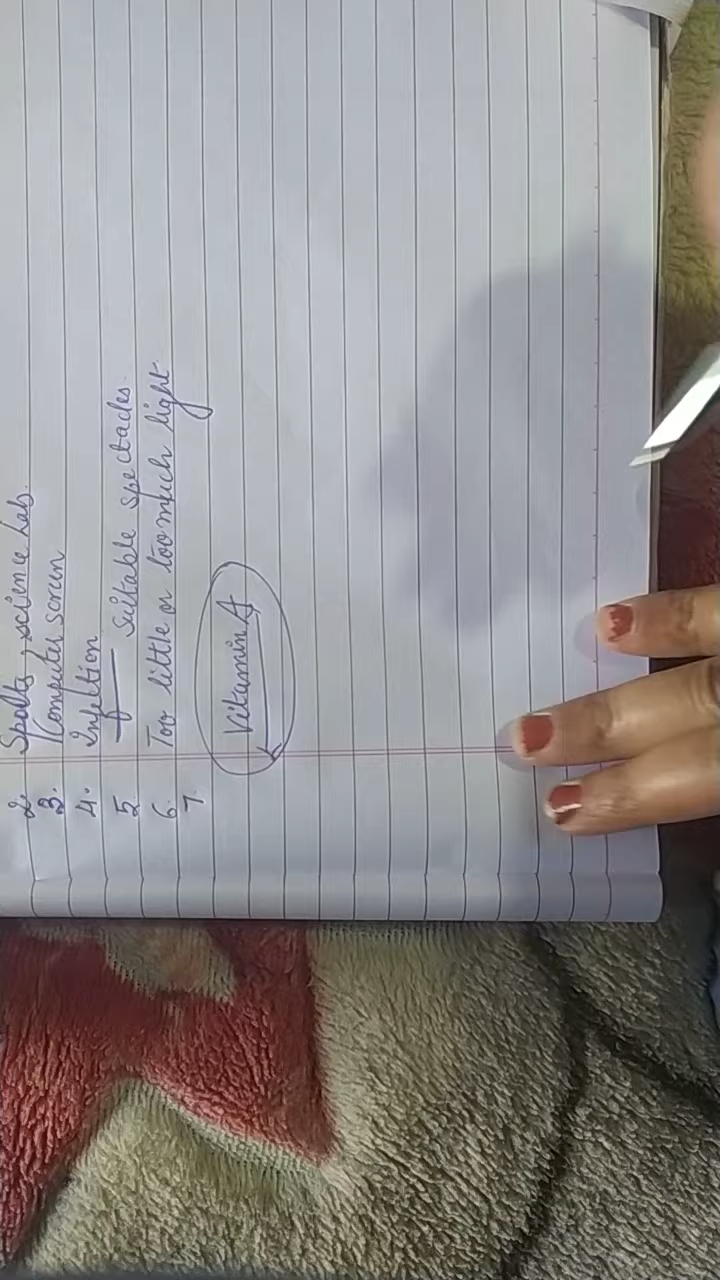 2. Spolts, science Lab.
3. Computer screen
4. Infection
5. Suitable spectacles.
6. Too little or too much light
7.
Vitamin A